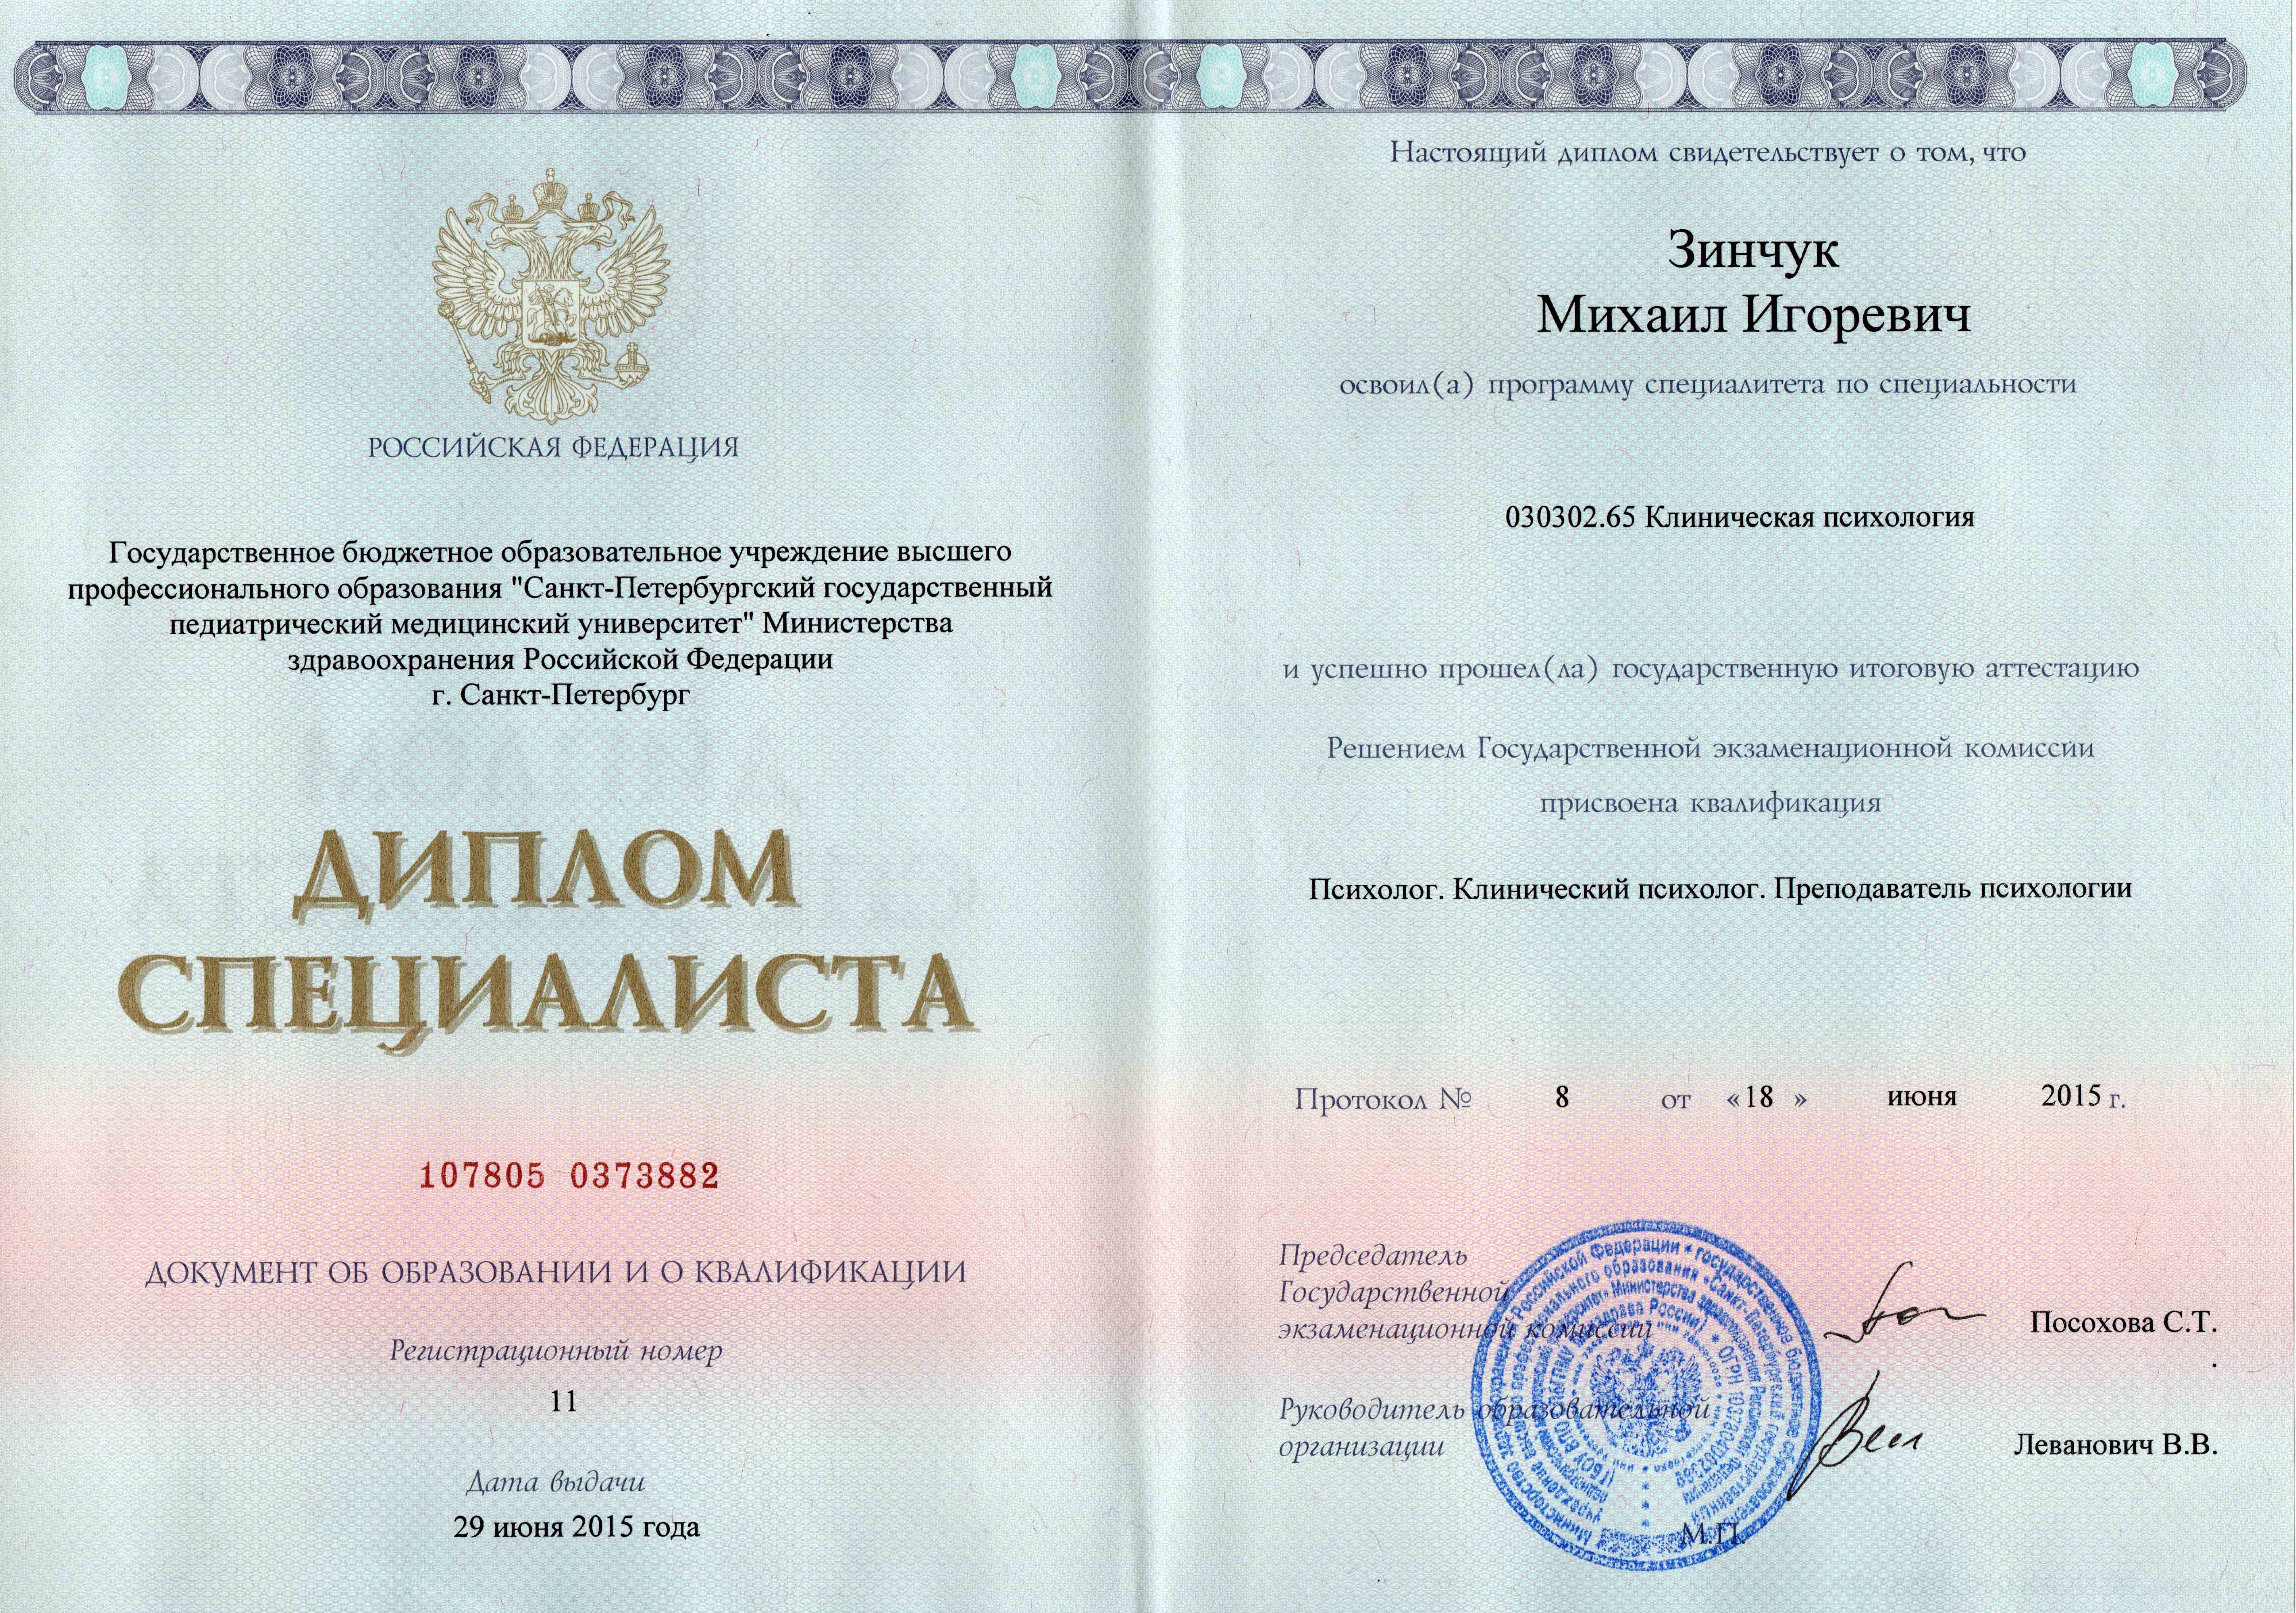 РОССИЙСКАЯ ФЕДЕРАЦИЯ
Государственное бюджетное образовательное учреждение высшего
профессионального образования "Санкт-Петербургский государственный
педиатрический медицинский университет" Министерства
здравоохранения Российской Федерации
г. Санкт-Петербург
ДИПЛОМ
СПЕЦИАЛИСТА
107805 0373882
ДОКУМЕНТ ОБ ОБРАЗОВАНИИ И О КВАЛИФИКАЦИИ
Регистрационный номер
11
Дата выдачи
29 июня 2015 года
Настоящий диплом свидетельствует о том, что
Зинчук
Михаил Игоревич
освоил(а) программу специалитета по специальности
030302.65 Клиническая психология
и успешно прошел(ла) государственную итоговую аттестацию
Решением Государственной экзаменационной комиссии
присвоена квалификация
Психолог. Клинический психолог. Преподаватель психологии
Протокол № 8 от «18 » июня 2015 г.
Председатель
Государственной
экзаменационной комиссии
Посохова С.Т.
Руководитель образовательной
организации
Леванович В.В.
М.П.